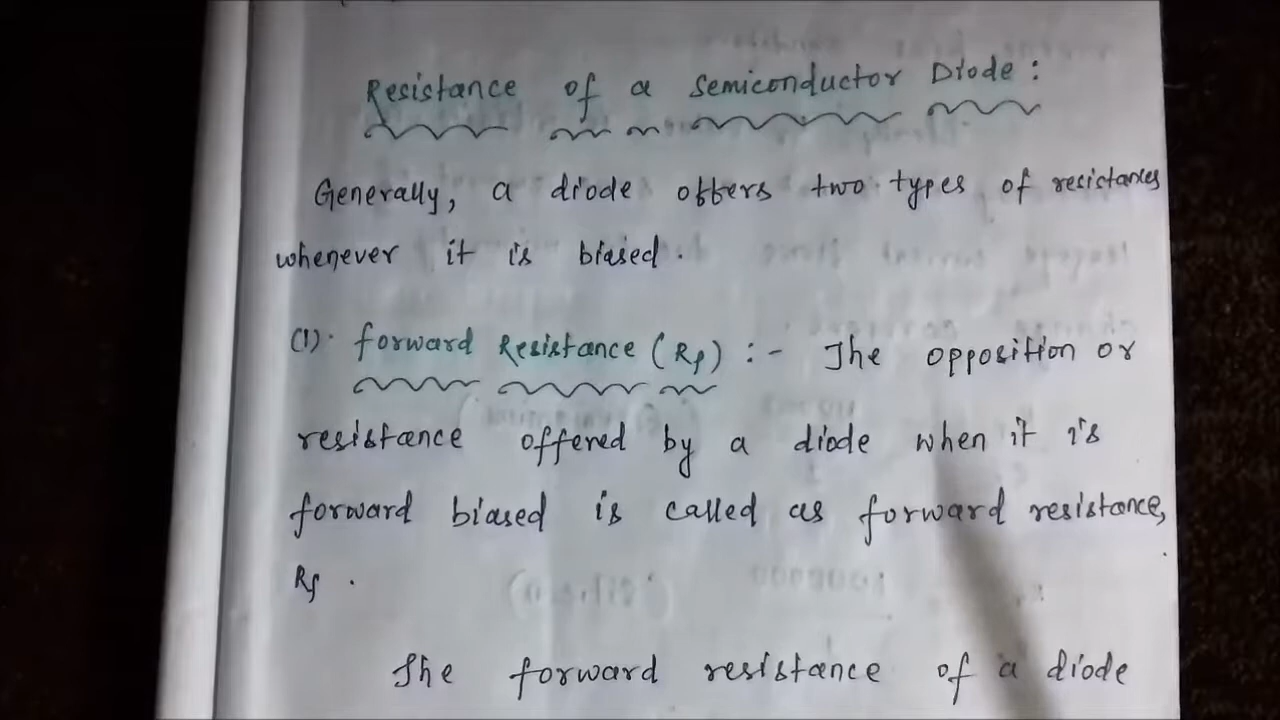 Resistance of a Semiconductor Diode :
Generally, a diode offers two types of resistances
whenever it is biased.
(1). forward Resistance (Rf) :- The opposition or
resistance offered by a diode when it is
forward biased is called as forward resistance,
Rf .
The forward resistance of a diode